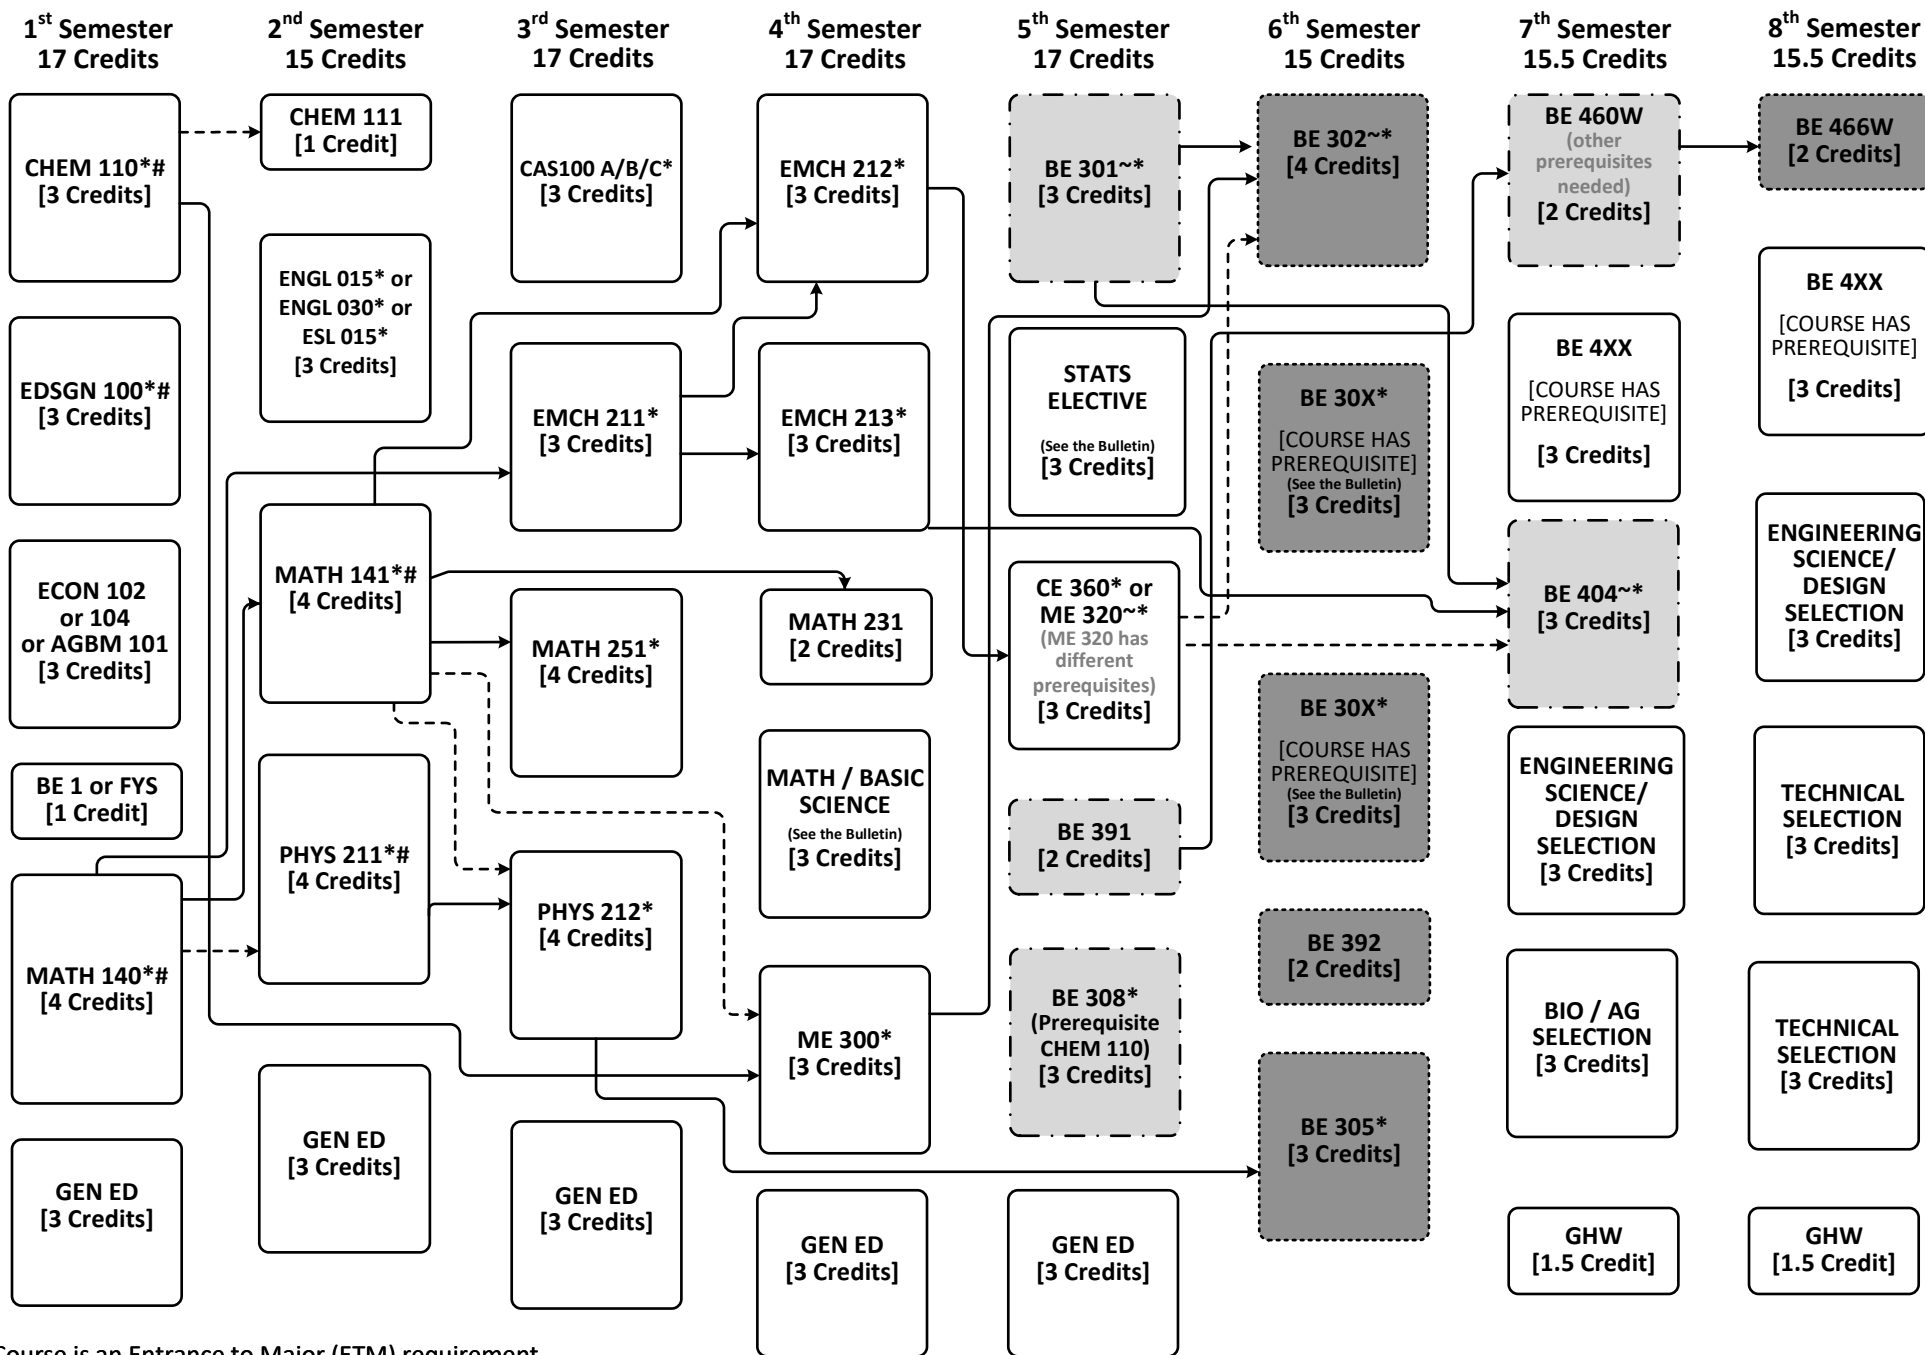 1st Semester
17 Credits
CHEM 110*#
[3 Credits]
EDSGN 100*#
[3 Credits]
ECON 102
or 104
or AGBM 101
[3 Credits]
BE 1 or FYS
[1 Credit]
MATH 140*#
[4 Credits]
GEN ED
[3 Credits]
2nd Semester
15 Credits
CHEM 111
[1 Credit]
ENGL 015* or
ENGL 030* or
ESL 015*
[3 Credits]
MATH 141*#
[4 Credits]
PHYS 211*#
[4 Credits]
GEN ED
[3 Credits]
3rd Semester
17 Credits
CAS100 A/B/C*
[3 Credits]
EMCH 211*
[3 Credits]
MATH 251*
[4 Credits]
PHYS 212*
[4 Credits]
GEN ED
[3 Credits]
4th Semester
17 Credits
EMCH 212*
[3 Credits]
EMCH 213*
[3 Credits]
MATH 231
[2 Credits]
MATH / BASIC
SCIENCE
(See the Bulletin)
[3 Credits]
ME 300*
[3 Credits]
GEN ED
[3 Credits]
5th Semester
17 Credits
BE 301~*
[3 Credits]
STATS
ELECTIVE
(See the Bulletin)
[3 Credits]
CE 360* or
ME 320~*
(ME 320 has
different
prerequisites)
[3 Credits]
BE 391
[2 Credits]
BE 308*
(Prerequisite
CHEM 110)
[3 Credits]
GEN ED
[3 Credits]
6th Semester
15 Credits
BE 302~*
[4 Credits]
BE 30X*
[COURSE HAS
PREREQUISITE]
(See the Bulletin)
[3 Credits]
BE 30X*
[COURSE HAS
PREREQUISITE]
(See the Bulletin)
[3 Credits]
BE 392
[2 Credits]
BE 305*
[3 Credits]
7th Semester
15.5 Credits
BE 460W
(other
prerequisites
needed)
[2 Credits]
BE 4XX
[COURSE HAS
PREREQUISITE]
[3 Credits]
BE 404~*
[3 Credits]
ENGINEERING
SCIENCE/
DESIGN
SELECTION
[3 Credits]
BIO / AG
SELECTION
[3 Credits]
GHW
[1.5 Credit]
8th Semester
15.5 Credits
BE 466W
[2 Credits]
BE 4XX
[COURSE HAS
PREREQUISITE]
[3 Credits]
ENGINEERING
SCIENCE/
DESIGN
SELECTION
[3 Credits]
TECHNICAL
SELECTION
[3 Credits]
TECHNICAL
SELECTION
[3 Credits]
GHW
[1.5 Credit]
Course is an Entrance to Major (ETM) requirement